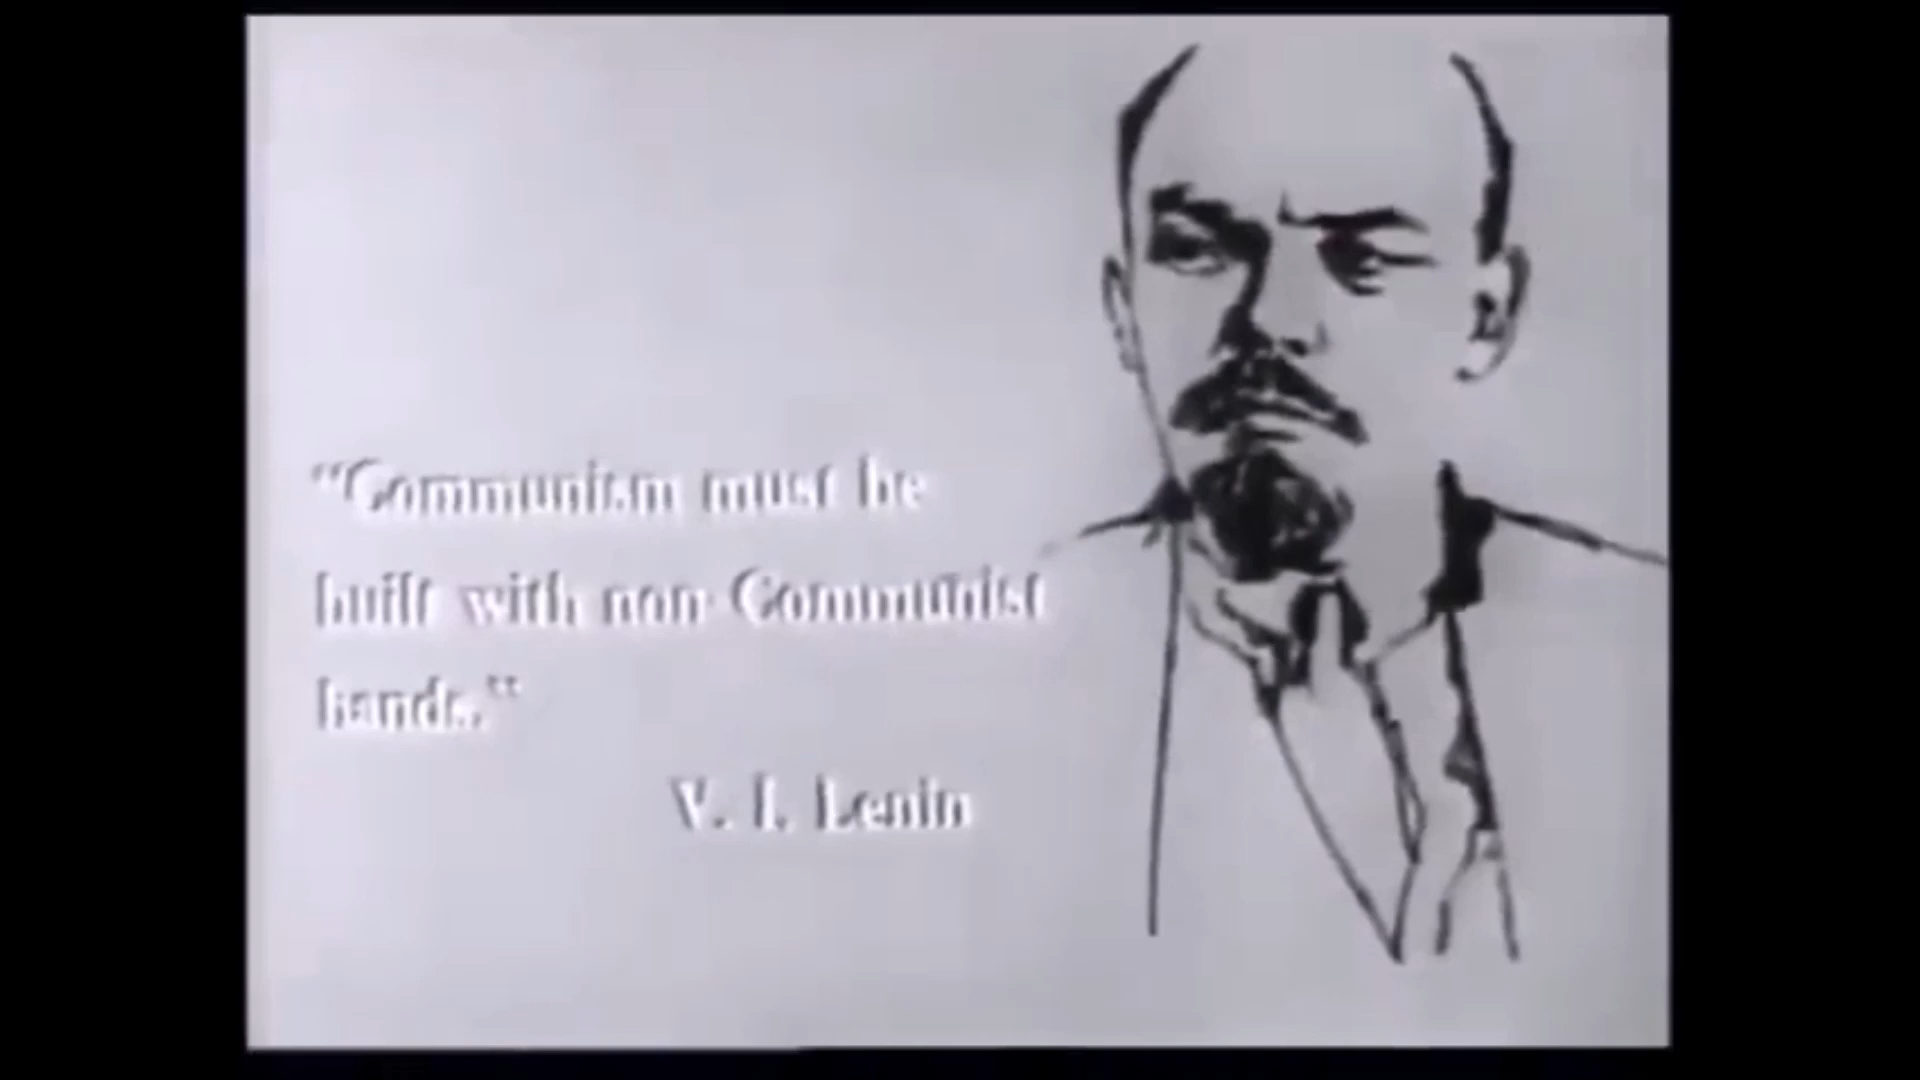 “Communism must be
built with non-Communist
hands.”
V. I. Lenin